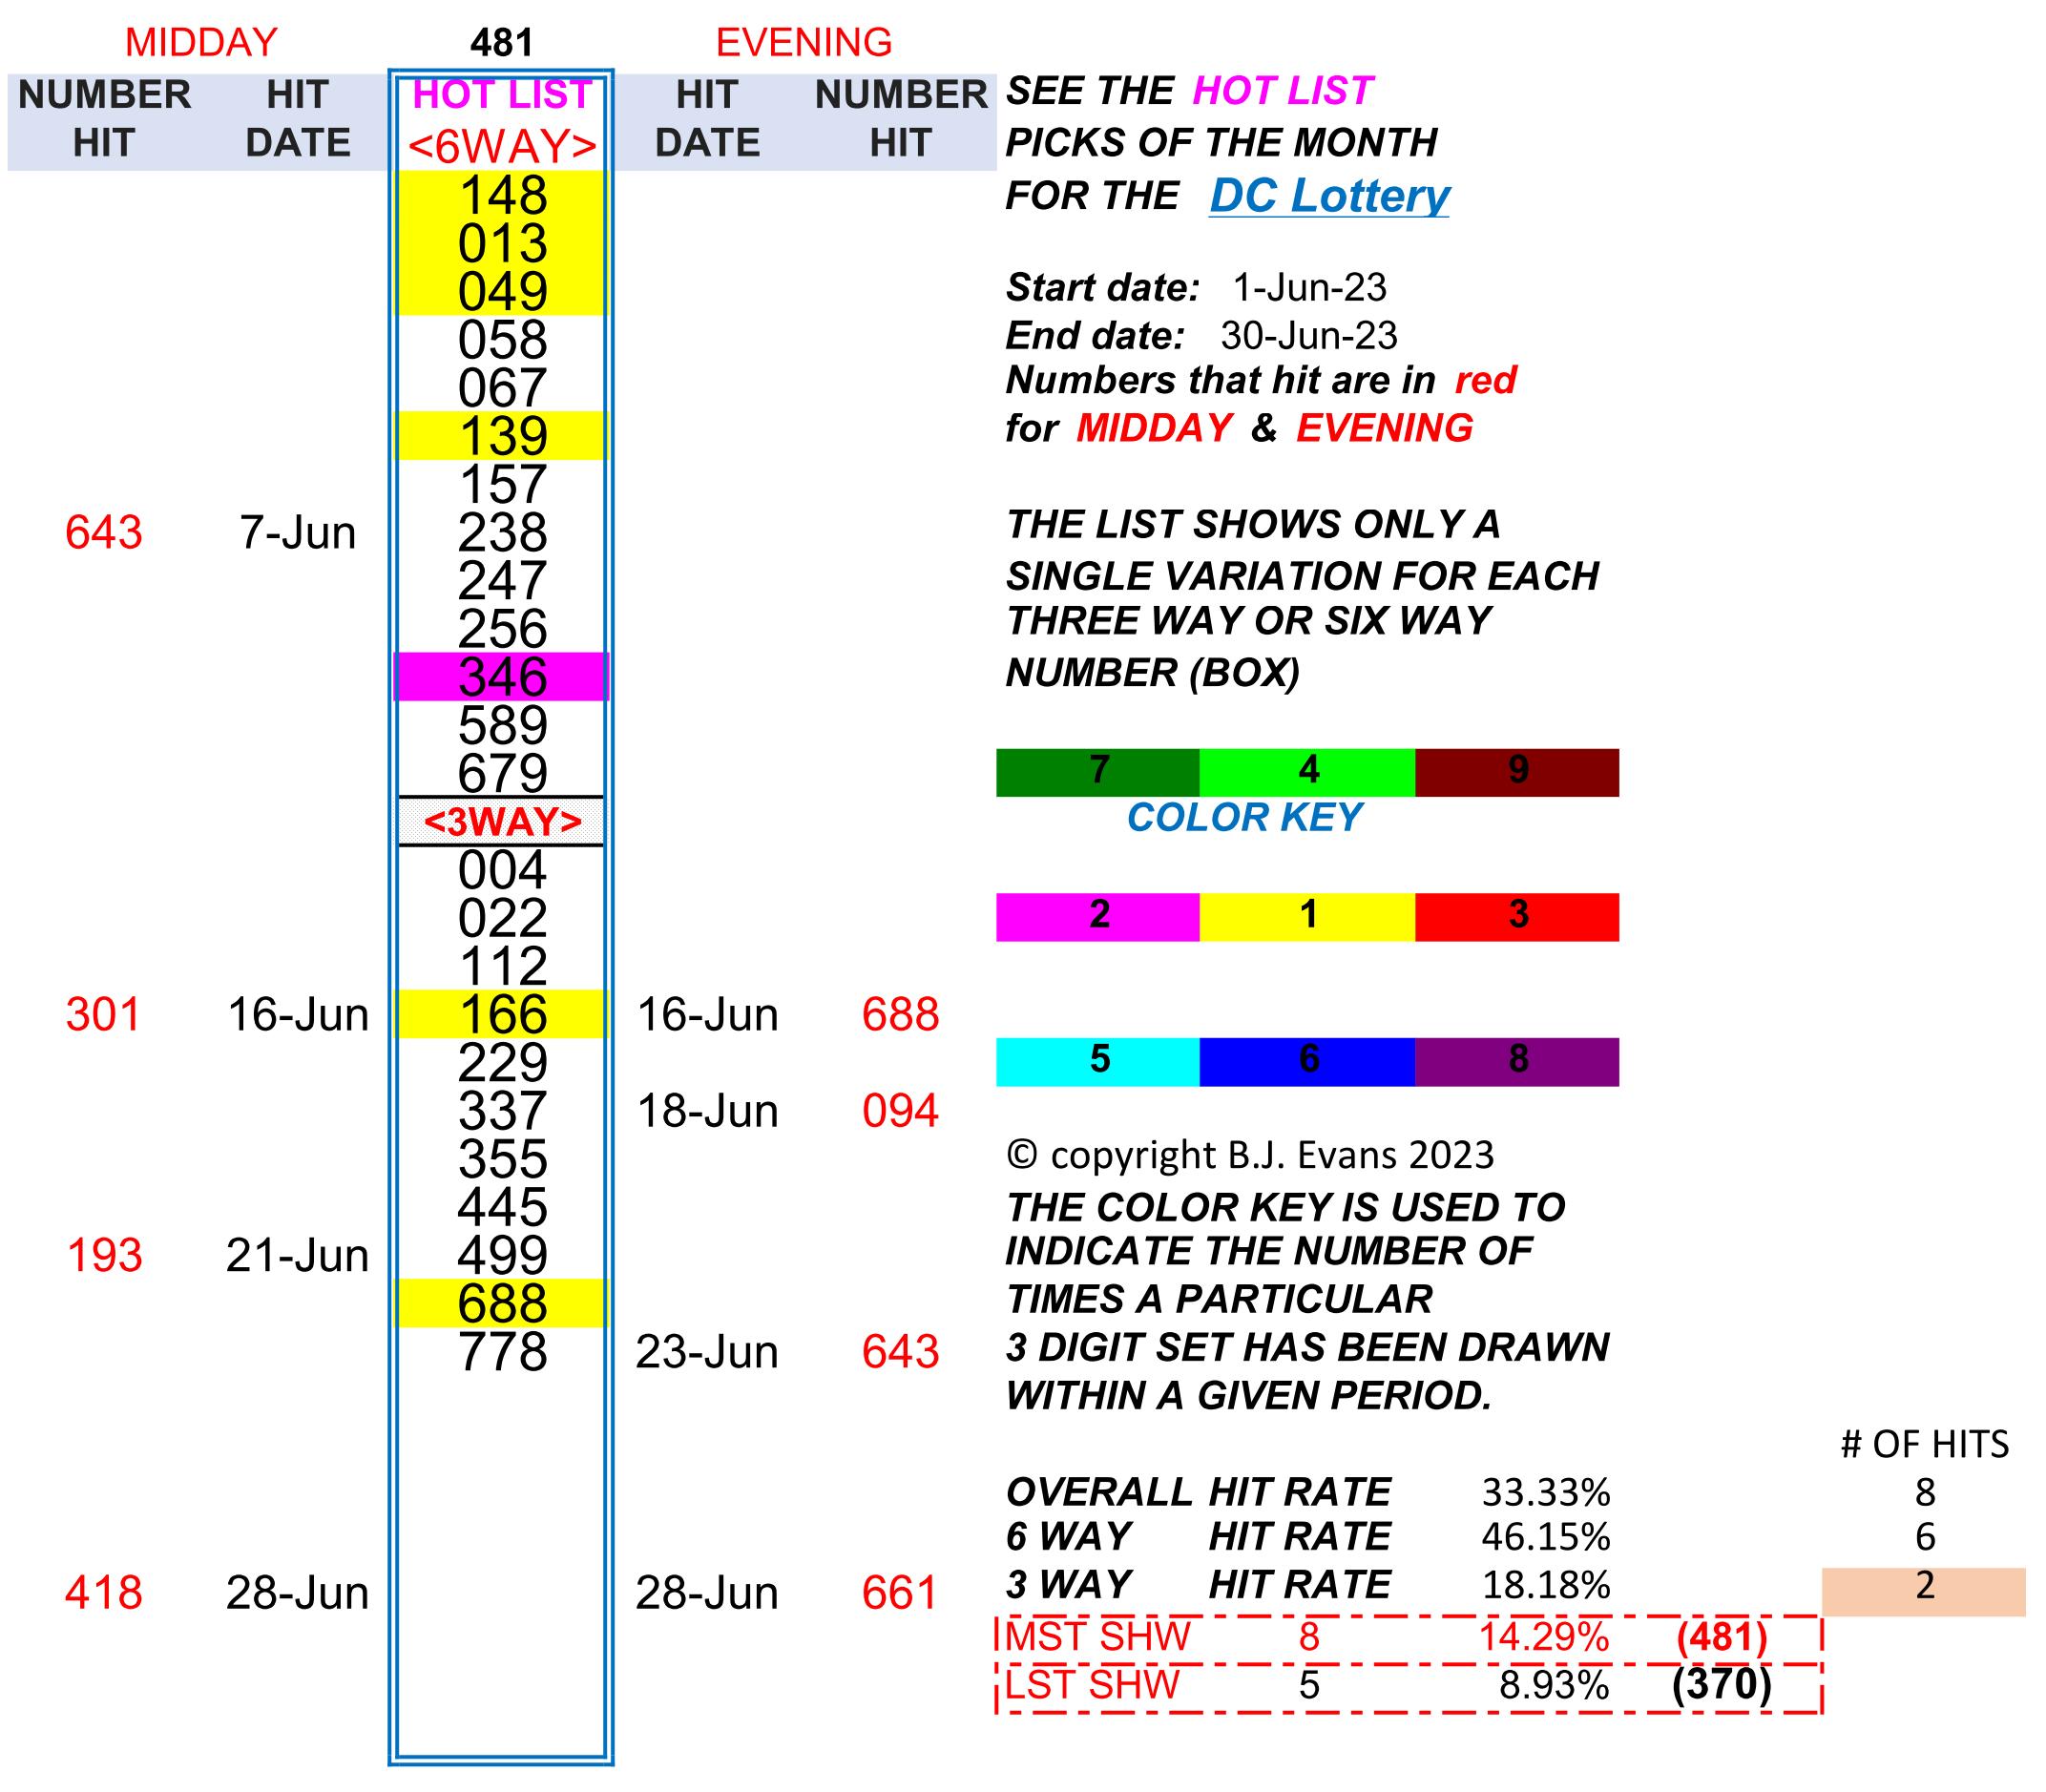 MIDDAY 481 EVENING
NUMBER HIT HOT LIST HIT NUMBER
HIT DATE <6WAY> DATE HIT
148
013
049
058
067
139
157
643 7-Jun 238
247
256
346
589
679
<3WAY>
004
022
112
301 16-Jun 166 16-Jun 688
229
337 18-Jun 094
355
445
193 21-Jun 499
688
778 23-Jun 643
418 28-Jun 28-Jun 661
SEE THE HOT LIST
PICKS OF THE MONTH
FOR THE DC Lottery
Start date: 1-Jun-23
End date: 30-Jun-23
Numbers that hit are in red
for MIDDAY & EVENING
THE LIST SHOWS ONLY A
SINGLE VARIATION FOR EACH
THREE WAY OR SIX WAY
NUMBER (BOX)
7 4 9
COLOR KEY
2 1 3
5 6 8
© copyright B.J. Evans 2023
THE COLOR KEY IS USED TO
INDICATE THE NUMBER OF
TIMES A PARTICULAR
3 DIGIT SET HAS BEEN DRAWN
WITHIN A GIVEN PERIOD.
# OF HITS
OVERALL HIT RATE 33.33% 8
6 WAY HIT RATE 46.15% 6
3 WAY HIT RATE 18.18% 2
MST SHW 8 14.29% (481)
LST SHW 5 8.93% (370)